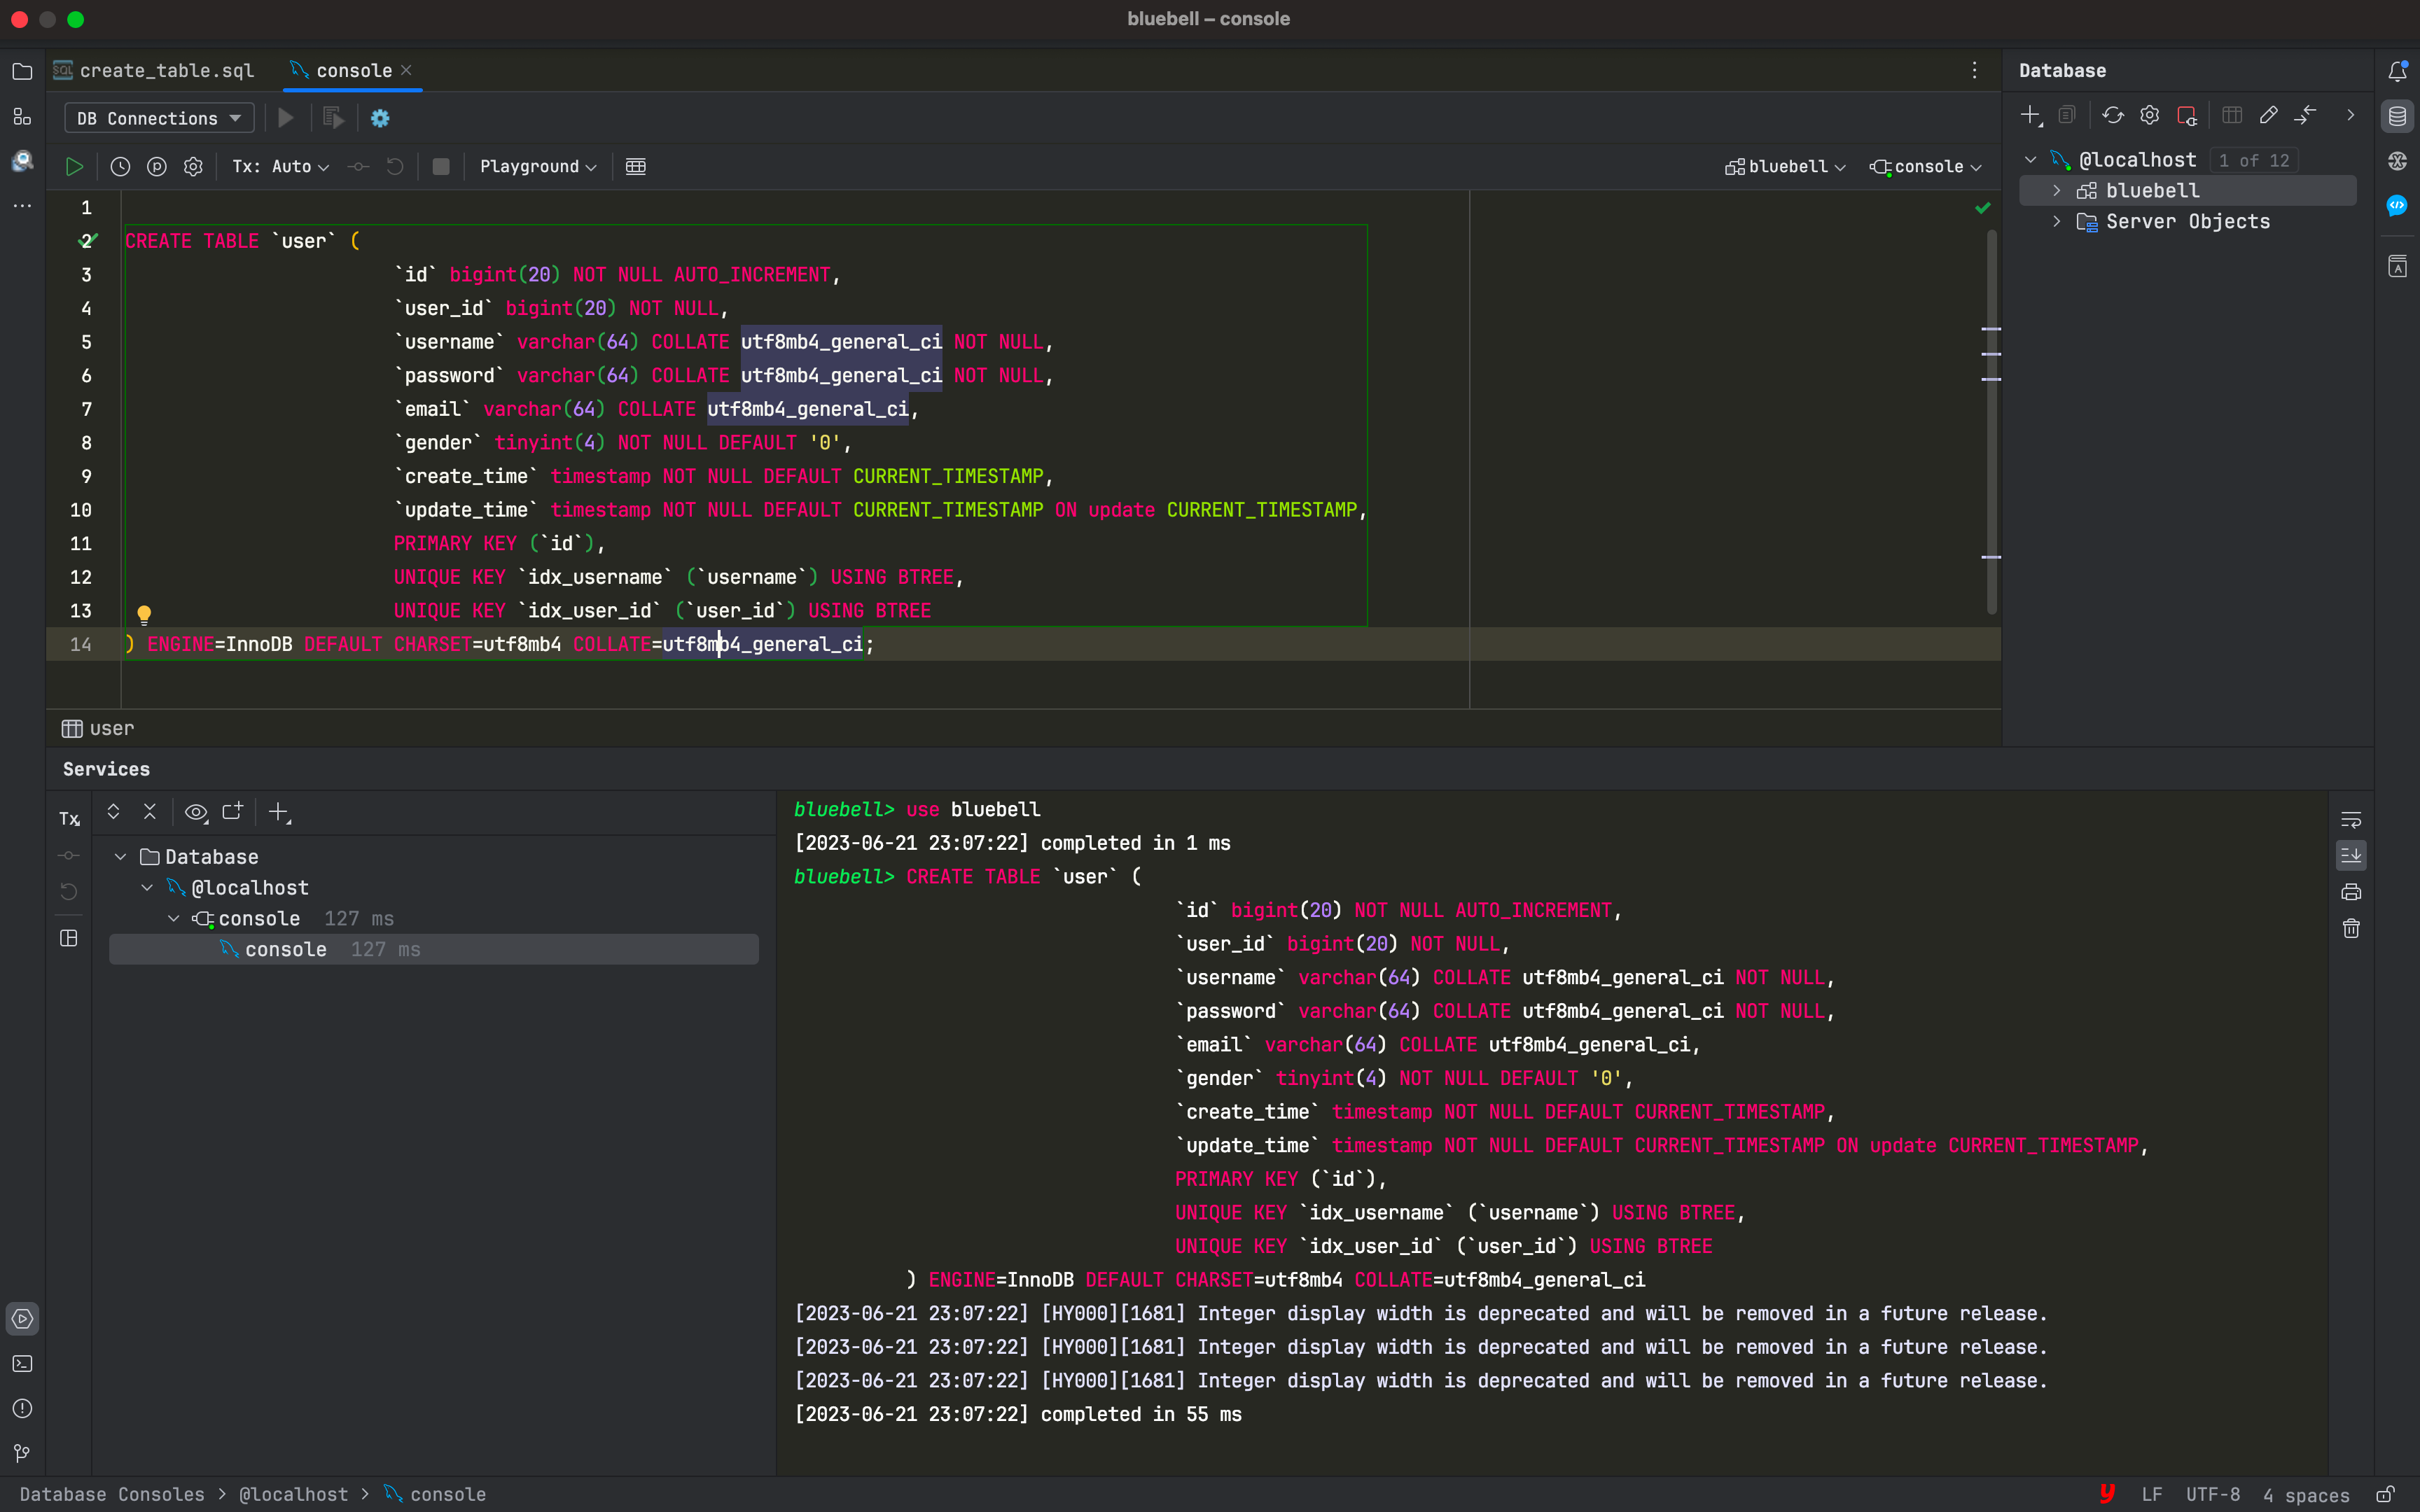 bluebell – console
create_table.sql
console
Database
DB Connections
Tx: Auto
Playground
bluebell
console
@localhost 1 of 12
bluebell
Server Objects
1
2 CREATE TABLE `user` (
3 `id` bigint(20) NOT NULL AUTO_INCREMENT,
4 `user_id` bigint(20) NOT NULL,
5 `username` varchar(64) COLLATE utf8mb4_general_ci NOT NULL,
6 `password` varchar(64) COLLATE utf8mb4_general_ci NOT NULL,
7 `email` varchar(64) COLLATE utf8mb4_general_ci,
8 `gender` tinyint(4) NOT NULL DEFAULT '0',
9 `create_time` timestamp NOT NULL DEFAULT CURRENT_TIMESTAMP,
10 `update_time` timestamp NOT NULL DEFAULT CURRENT_TIMESTAMP ON update CURRENT_TIMESTAMP,
11 PRIMARY KEY (`id`),
12 UNIQUE KEY `idx_username` (`username`) USING BTREE,
13 UNIQUE KEY `idx_user_id` (`user_id`) USING BTREE
14 ) ENGINE=InnoDB DEFAULT CHARSET=utf8mb4 COLLATE=utf8mb4_general_ci;
user
Services
Tx
Database
@localhost
console 127 ms
console 127 ms
bluebell> use bluebell
[2023-06-21 23:07:22] completed in 1 ms
bluebell> CREATE TABLE `user` (
`id` bigint(20) NOT NULL AUTO_INCREMENT,
`user_id` bigint(20) NOT NULL,
`username` varchar(64) COLLATE utf8mb4_general_ci NOT NULL,
`password` varchar(64) COLLATE utf8mb4_general_ci NOT NULL,
`email` varchar(64) COLLATE utf8mb4_general_ci,
`gender` tinyint(4) NOT NULL DEFAULT '0',
`create_time` timestamp NOT NULL DEFAULT CURRENT_TIMESTAMP,
`update_time` timestamp NOT NULL DEFAULT CURRENT_TIMESTAMP ON update CURRENT_TIMESTAMP,
PRIMARY KEY (`id`),
UNIQUE KEY `idx_username` (`username`) USING BTREE,
UNIQUE KEY `idx_user_id` (`user_id`) USING BTREE
) ENGINE=InnoDB DEFAULT CHARSET=utf8mb4 COLLATE=utf8mb4_general_ci
[2023-06-21 23:07:22] [HY000][1681] Integer display width is deprecated and will be removed in a future release.
[2023-06-21 23:07:22] [HY000][1681] Integer display width is deprecated and will be removed in a future release.
[2023-06-21 23:07:22] [HY000][1681] Integer display width is deprecated and will be removed in a future release.
[2023-06-21 23:07:22] completed in 55 ms
Database Consoles > @localhost > console
y LF UTF-8 4 spaces